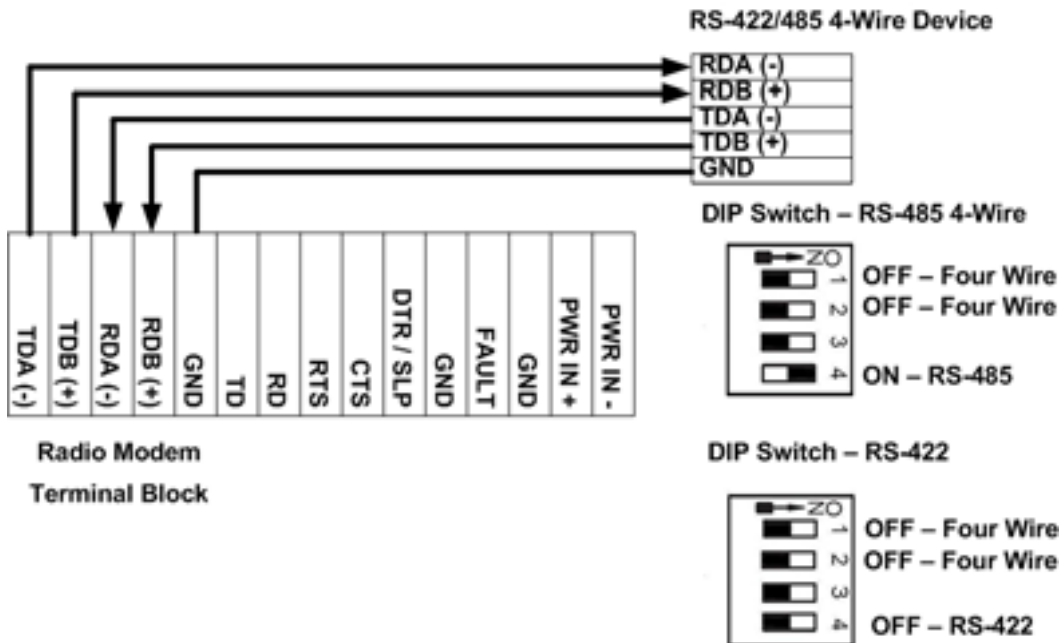 RS-422/485 4-Wire Device
RDA (-)
RDB (+)
TDA (-)
TDB (+)
GND
TDA (-)
TDB (+)
RDA (-)
RDB (+)
GND
TD
RD
RTS
CTS
DTR / SLP
GND
FAULT
GND
PWR IN +
PWR IN -
Radio Modem
Terminal Block
DIP Switch – RS-485 4-Wire
ON
1 OFF – Four Wire
2 OFF – Four Wire
3
4 ON – RS-485
DIP Switch – RS-422
ON
1 OFF – Four Wire
2 OFF – Four Wire
3
4 OFF – RS-422